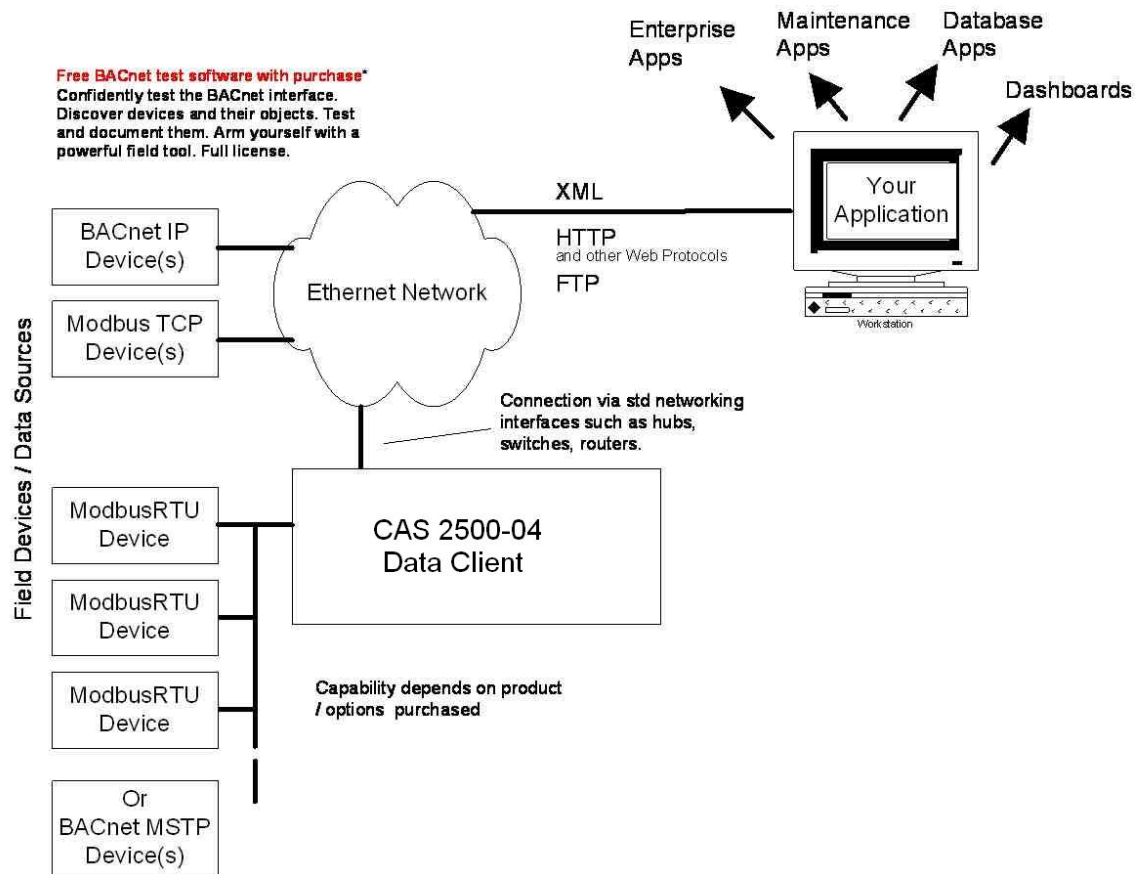 Free BACnet test software with purchase*
Confidently test the BACnet interface.
Discover devices and their objects. Test
and document them. Arm yourself with a
powerful field tool. Full license.
Enterprise
Apps
Maintenance
Apps
Database
Apps
Dashboards
Your
Application
Workstation
XML
HTTP
and other Web Protocols
FTP
BACnet IP
Device(s)
Modbus TCP
Device(s)
Ethernet Network
Connection via std networking
interfaces such as hubs,
switches, routers.
Field Devices / Data Sources
ModbusRTU
Device
ModbusRTU
Device
ModbusRTU
Device
Or
BACnet MSTP
Device(s)
CAS 2500-04
Data Client
Capability depends on product
/ options purchased